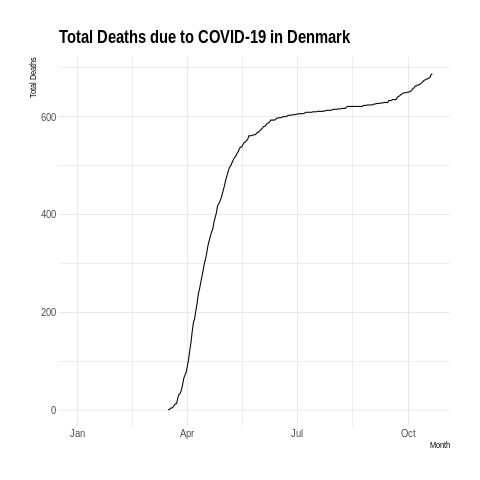 Total Deaths due to COVID-19 in Denmark
Total Deaths
600
400
200
0
Jan Apr Jul Oct
Month